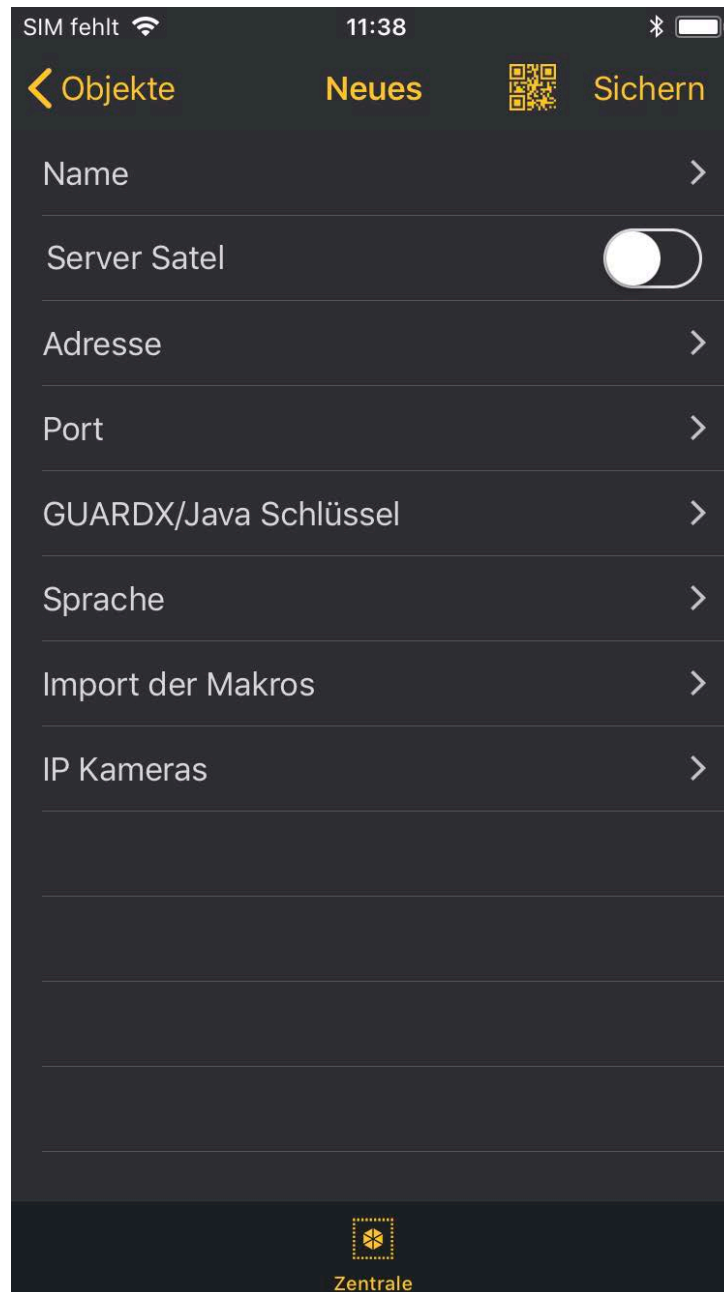 SIM fehlt 11:38
Objekte Neues Sichern
Name
Server Satel
Adresse
Port
GUARDX/Java Schlüssel
Sprache
Import der Makros
IP Kameras
Zentrale